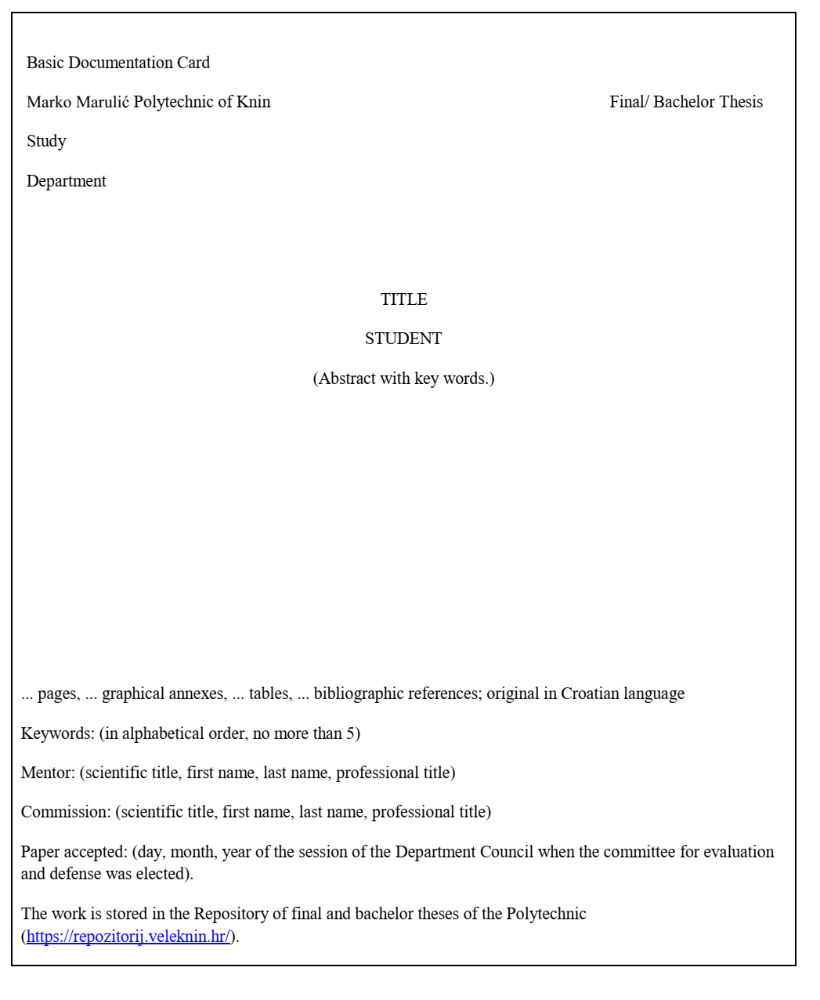 Basic Documentation Card
Marko Marulić Polytechnic of Knin Final/ Bachelor Thesis
Study
Department
TITLE
STUDENT
(Abstract with key words.)
... pages, ... graphical annexes, ... tables, ... bibliographic references; original in Croatian language
Keywords: (in alphabetical order, no more than 5)
Mentor: (scientific title, first name, last name, professional title)
Commission: (scientific title, first name, last name, professional title)
Paper accepted: (day, month, year of the session of the Department Council when the committee for evaluation
and defense was elected).
The work is stored in the Repository of final and bachelor theses of the Polytechnic
(https://repozitorij.veleknin.hr/).